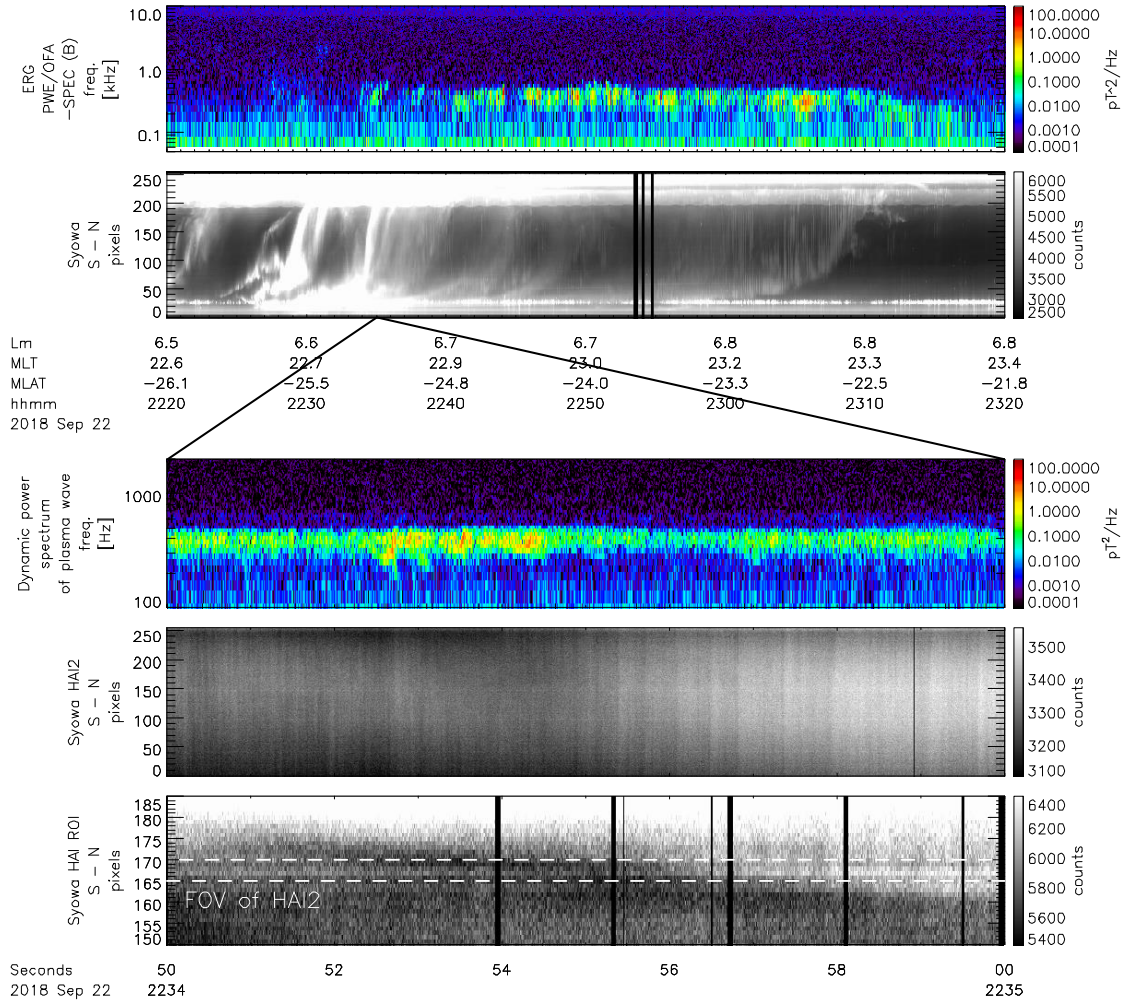 ERG
PWE/OFA
-SPEC (B)
freq.
[kHz]
10.0
1.0
0.1
100.0000
10.0000
1.0000
0.1000
0.0100
0.0010
0.0001
pT^2/Hz
Syowa
S - N
pixels
250
200
150
100
50
0
6000
5500
5000
4500
4000
3500
3000
2500
counts
Lm 6.5 6.6 6.7 6.7 6.8 6.8 6.8
MLT 22.6 22.7 22.9 23.0 23.2 23.3 23.4
MLAT -26.1 -25.5 -24.8 -24.0 -23.3 -22.5 -21.8
hhmm 2220 2230 2240 2250 2300 2310 2320
2018 Sep 22
Dynamic power
spectrum
of plasma wave
freq.
[Hz]
1000
100
100.0000
10.0000
1.0000
0.1000
0.0100
0.0010
0.0001
pT²/Hz
Syowa HAI2
S - N
pixels
250
200
150
100
50
0
3500
3400
3300
3200
3100
counts
Syowa HAI ROI
S - N
pixels
185
180
175
170
165
160
155
150
FOV of HAI2
6400
6200
6000
5800
5600
5400
counts
Seconds 50 52 54 56 58 00
2018 Sep 22 2234 2235